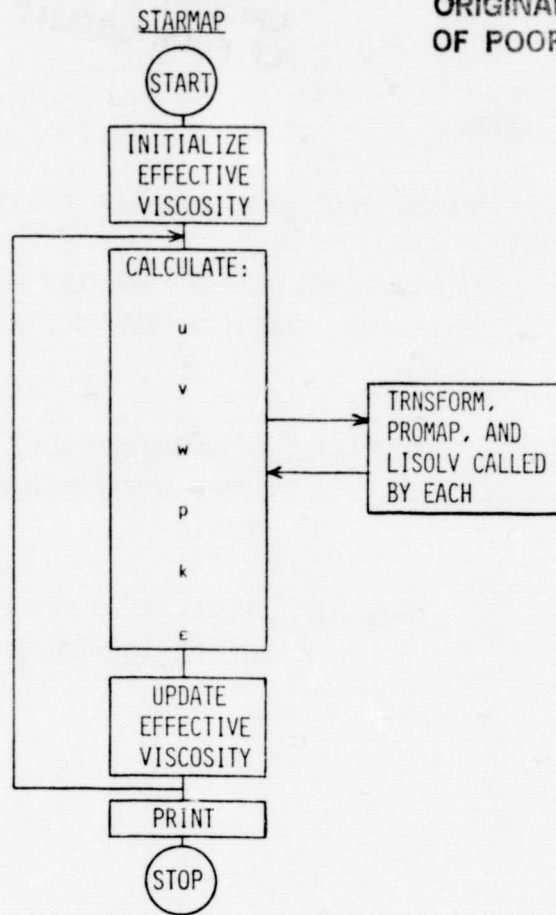 ORIGINAL
OF POOR
STARMAP
START
INITIALIZE
EFFECTIVE
VISCOSITY
CALCULATE:
u
v
w
p
k
ε
TRNSFORM,
PROMAP, AND
LISOLV CALLED
BY EACH
UPDATE
EFFECTIVE
VISCOSITY
PRINT
STOP